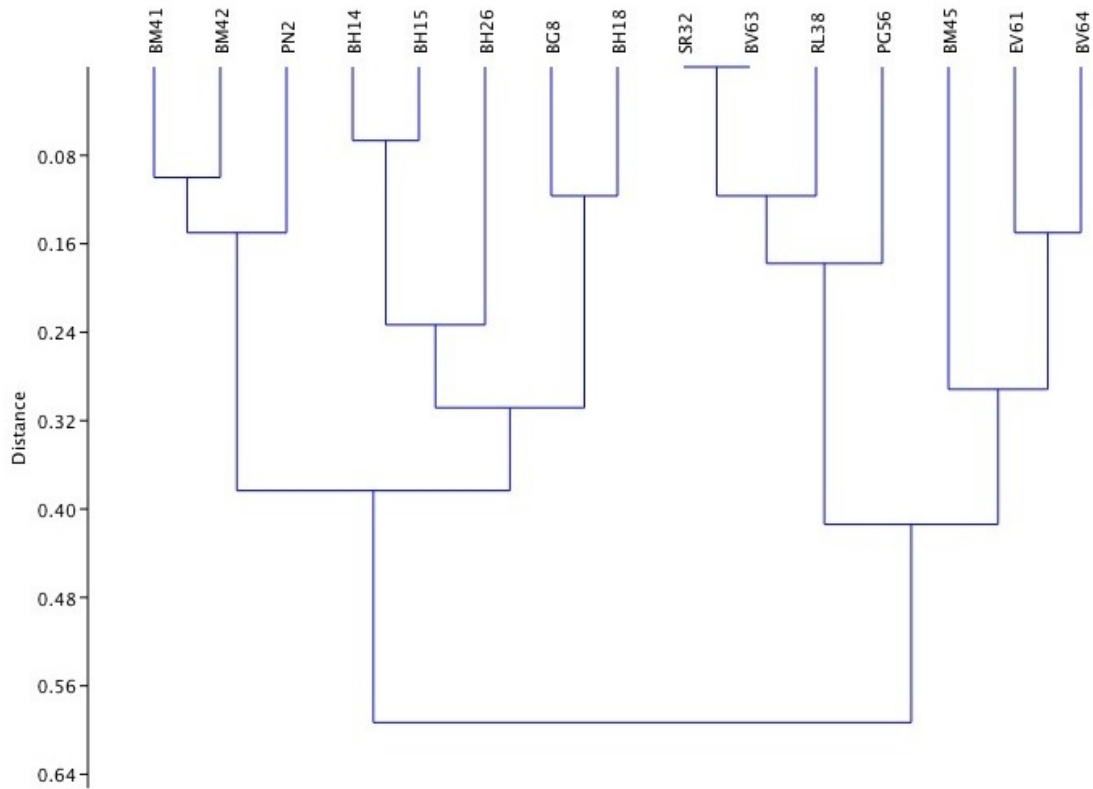 BM41
BM42
PN2
BH14
BH15
BH26
BG8
BH18
SR32
BV63
RL38
PG56
BM45
EV61
BV64
0.08
0.16
0.24
0.32
Distance
0.40
0.48
0.56
0.64